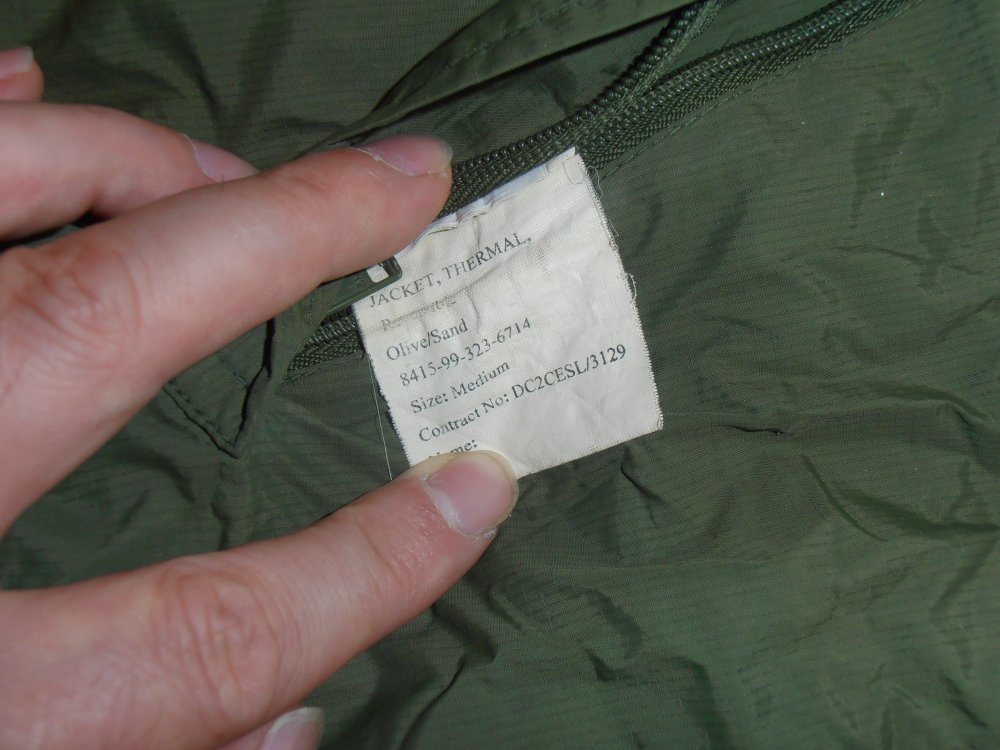 JACKET, THERMAL,
Olive/Sand
8415-99-323-6714
Size: Medium
Contract No: DC2CESL/3129